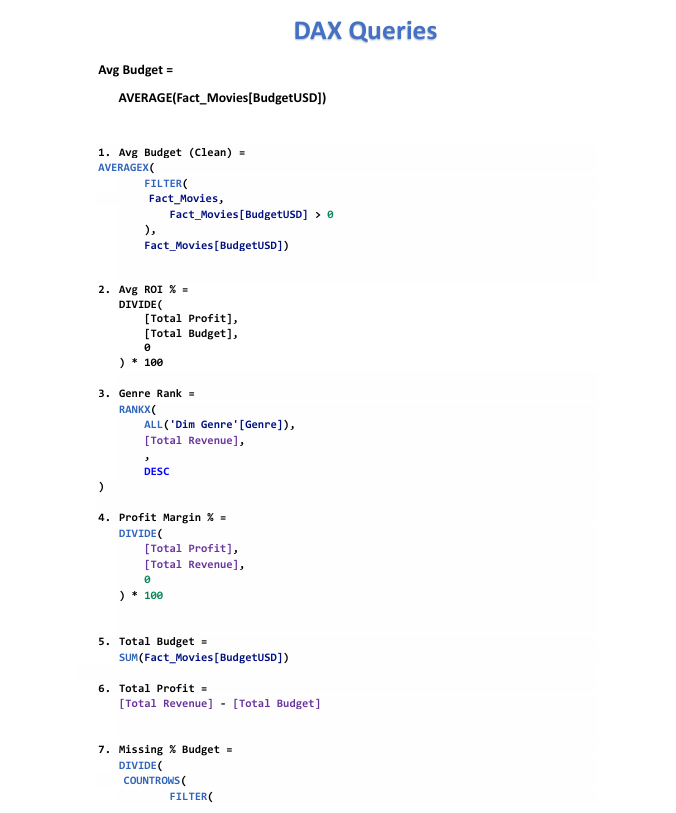 DAX Queries
Avg Budget =
AVERAGE(Fact_Movies[BudgetUSD])
1. Avg Budget (Clean) =
AVERAGEX(
FILTER(
Fact_Movies,
Fact_Movies[BudgetUSD] > 0
),
Fact_Movies[BudgetUSD])
2. Avg ROI % =
DIVIDE(
[Total Profit],
[Total Budget],
0
) * 100
3. Genre Rank =
RANKX(
ALL('Dim Genre'[Genre]),
[Total Revenue],
,
DESC
)
4. Profit Margin % =
DIVIDE(
[Total Profit],
[Total Revenue],
0
) * 100
5. Total Budget =
SUM(Fact_Movies[BudgetUSD])
6. Total Profit =
[Total Revenue] - [Total Budget]
7. Missing % Budget =
DIVIDE(
COUNTROWS(
FILTER(